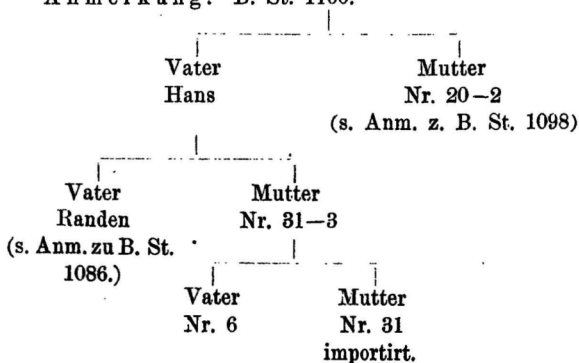 Anmerkung: B. St. 1100.
Vater Mutter
Hans Nr. 20–2
(s. Anm. z. B. St. 1098)
Vater Mutter
Randen Nr. 31–3
(s. Anm. zu B. St.
1086.)
Vater Mutter
Nr. 6 Nr. 31
importirt.